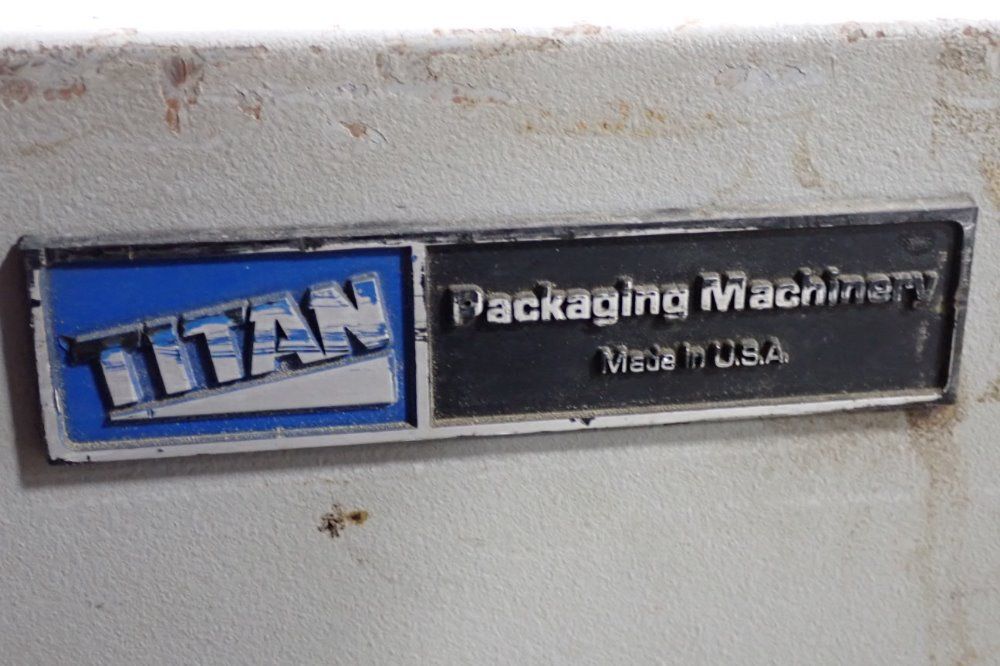 TITAN
Packaging Machinery
Made in U.S.A.